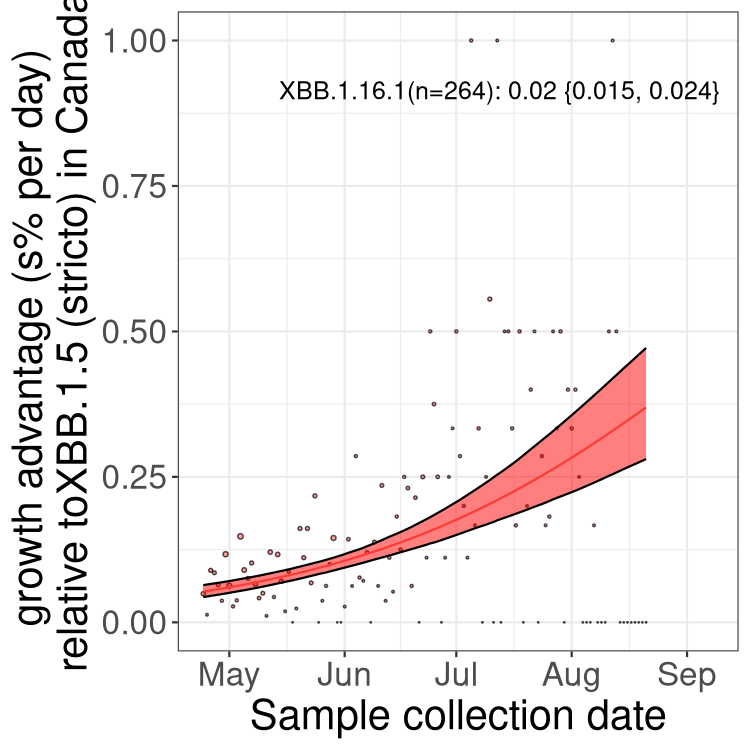 growth advantage (s% per day)
relative toXBB.1.5 (stricto) in Canada
1.00
0.75
0.50
0.25
0.00
XBB.1.16.1(n=264): 0.02 {0.015, 0.024}
May Jun Jul Aug Sep
Sample collection date